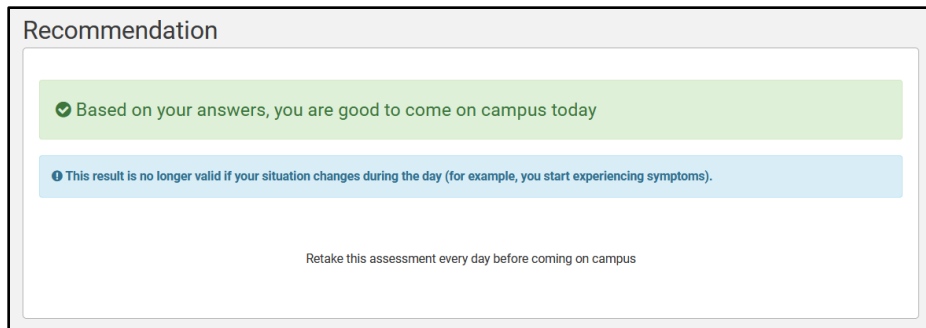 Recommendation
Based on your answers, you are good to come on campus today
This result is no longer valid if your situation changes during the day (for example, you start experiencing symptoms).
Retake this assessment every day before coming on campus